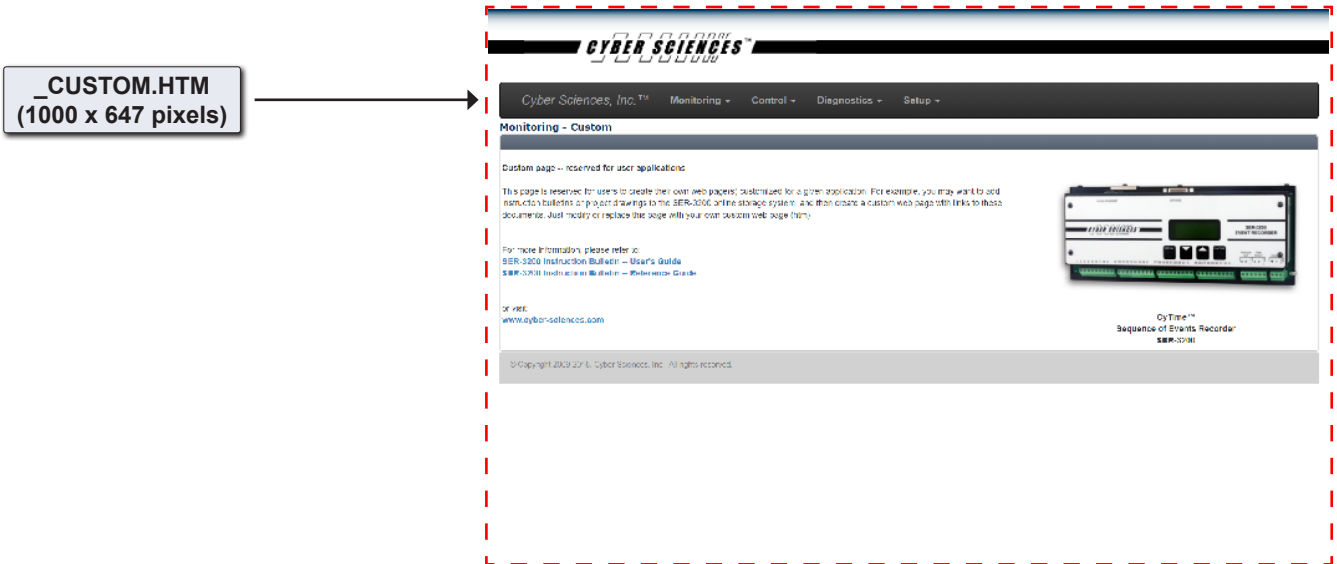 CYBER SCIENCES™
_CUSTOM.HTM
(1000 x 647 pixels)
Cyber Sciences, Inc.™ Monitoring Control Diagnostics Setup
Monitoring - Custom
Custom page -- reserved for user applications
This page is reserved for users to create their own web page(s) customized for a given application. For example, you may want to add
instruction bulletins or project drawings to the SER-3200 online storage system, and then create a custom web page with links to these
documents. Just modify or replace this page with your own custom web page (htm)
For more information, please refer to:
SER-3200 Instruction Bulletin -- User's Guide
SER-3200 Instruction Bulletin -- Reference Guide
or visit:
www.cyber-sciences.com
CYBER SCIENCES
EVENT RECORDER
CyTime™
Sequence of Events Recorder
SER-3200
© Copyright 2009-2016, Cyber Sciences, Inc. All rights reserved.